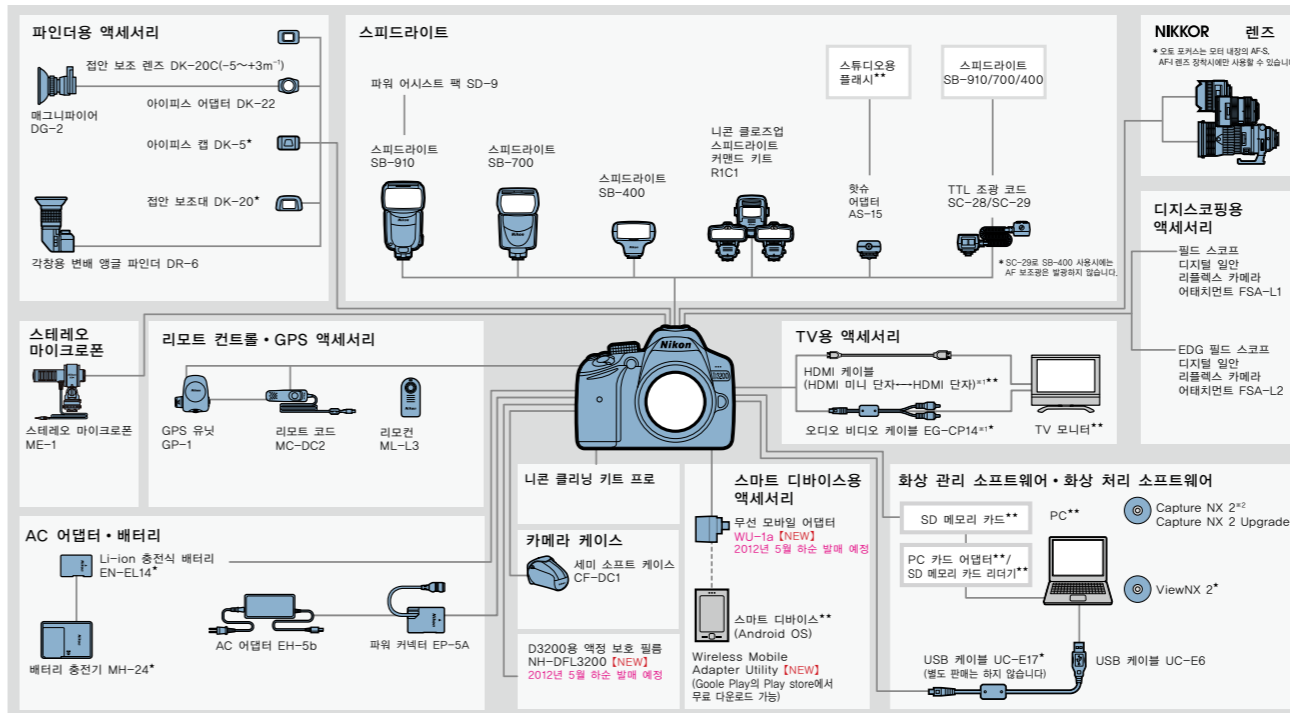 파인더용 액세서리
접안 보조 렌즈 DK-20C(-5~+3m⁻¹)
아이피스 어댑터 DK-22
매그니파이어
DG-2
아이피스 캡 DK-5*
접안 보조대 DK-20*
각창용 변배 앵글 파인더 DR-6
스피드라이트
파워 어시스트 팩 SD-9
스피드라이트
SB-910
스피드라이트
SB-700
스피드라이트
SB-400
니콘 클로즈업
스피드라이트
커맨드 키트
R1C1
스튜디오용
플래시**
핫슈
어댑터
AS-15
스피드라이트
SB-910/700/400
TTL 조광 코드
SC-28/SC-29
* SC-29로 SB-400 사용시에는
AF 보조광은 발광하지 않습니다.
NIKKOR 렌즈
* 오토 포커스는 모터 내장의 AF-S,
AF-I 렌즈 장착시에만 사용할 수 있습니다
디지스코핑용
액세서리
필드 스코프
디지털 일안
리플렉스 카메라
어태치먼트 FSA-L1
EDG 필드 스코프
디지털 일안
리플렉스 카메라
어태치먼트 FSA-L2
스테레오
마이크로폰
스테레오 마이크로폰
ME-1
리모트 컨트롤・GPS 액세서리
GPS 유닛
GP-1
리모트 코드
MC-DC2
리모컨
ML-L3
Nikon
D3200
TV용 액세서리
HDMI 케이블
(HDMI 미니 단자←→HDMI 단자)※1**
오디오 비디오 케이블 EG-CP14※1*
TV 모니터**
AC 어댑터・배터리
Li-ion 충전식 배터리
EN-EL14*
배터리 충전기 MH-24*
AC 어댑터 EH-5b
파워 커넥터 EP-5A
니콘 클리닝 키트 프로
카메라 케이스
세미 소프트 케이스
CF-DC1
D3200용 액정 보호 필름
NH-DFL3200【NEW】
2012년 5월 하순 발매 예정
스마트 디바이스용
액세서리
무선 모바일 어댑터
WU-1a【NEW】
2012년 5월 하순 발매 예정
스마트 디바이스**
(Android OS)
Wireless Mobile
Adapter Utility【NEW】
(Goole Play의 Play store에서
무료 다운로드 가능)
화상 관리 소프트웨어・화상 처리 소프트웨어
SD 메모리 카드**
PC 카드 어댑터**/
SD 메모리 카드 리더기**
PC**
Capture NX 2※2
Capture NX 2 Upgrade
ViewNX 2*
USB 케이블 UC-E17*
(별도 판매는 하지 않습니다)
USB 케이블 UC-E6